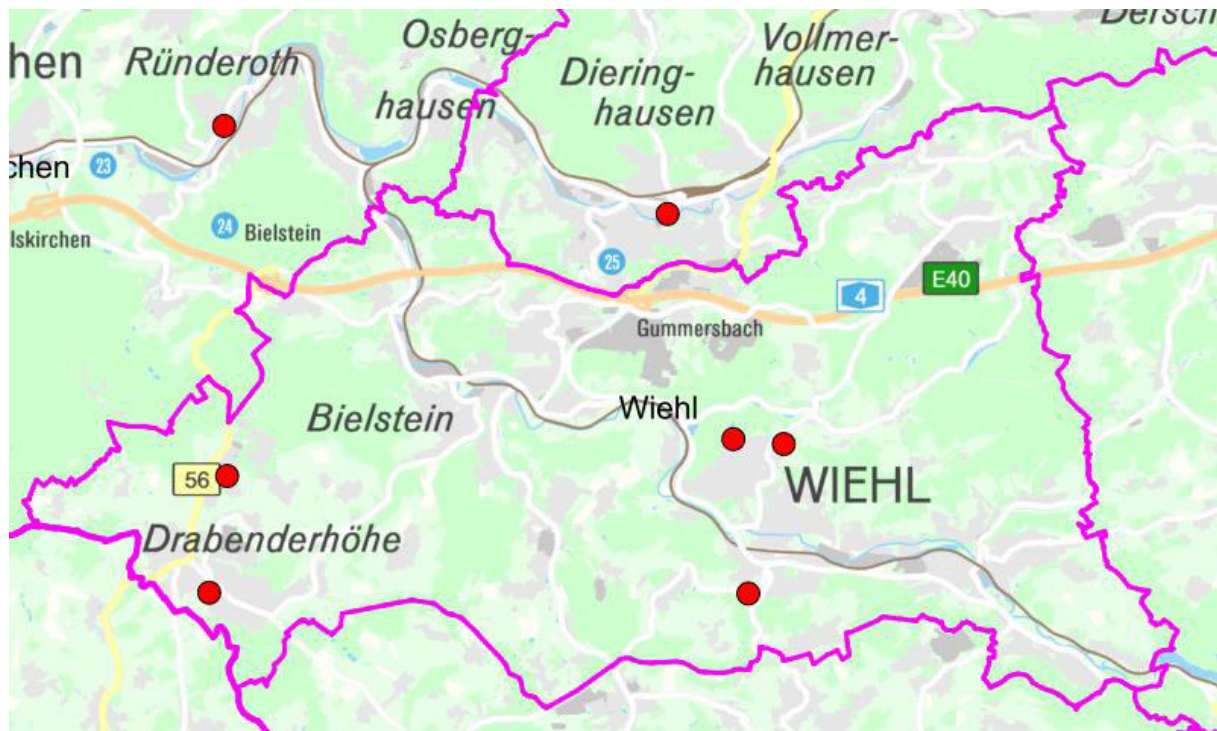 Dersch
Osberg-
hausen
Vollmer-
hausen
hen
Ründeroth
Diering-
hausen
chen
23
24
Bielstein
lskirchen
25
E40
4
Gummersbach
Wiehl
Bielstein
56
WIEHL
Drabenderhöhe